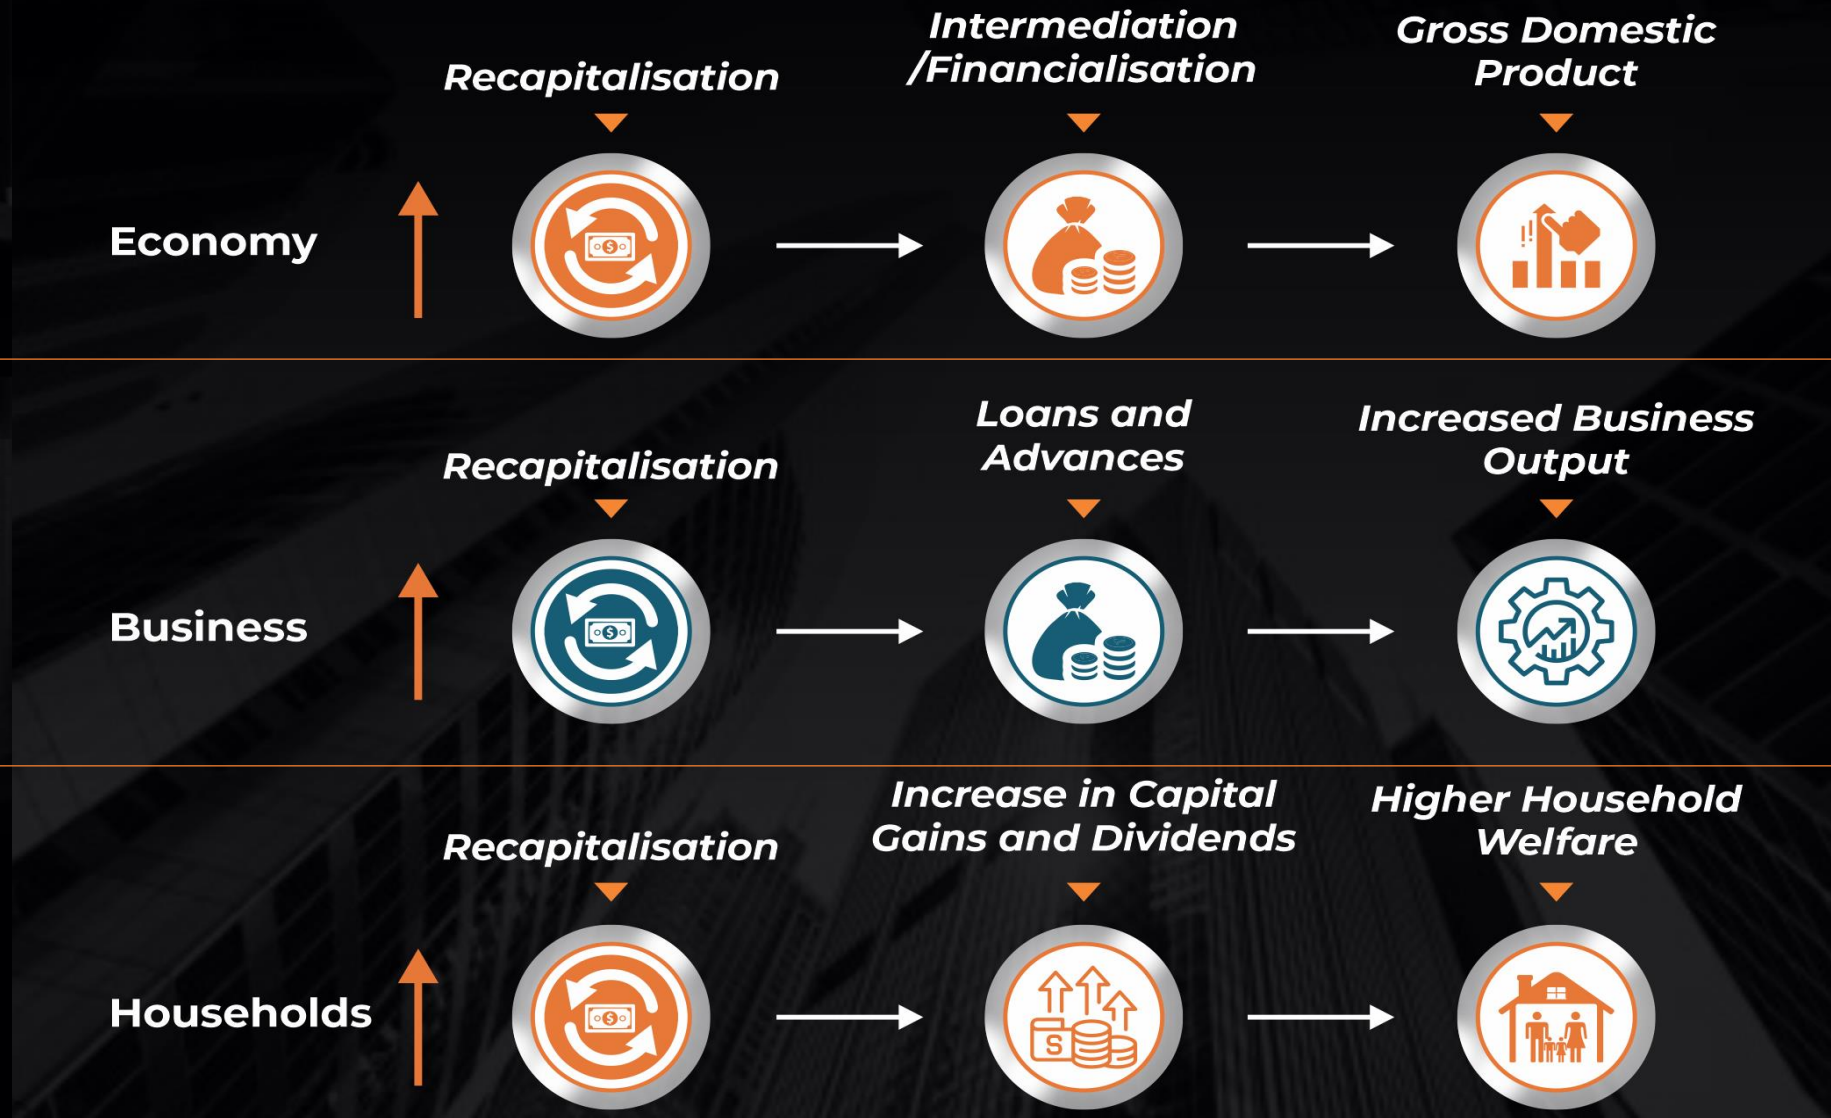 Recapitalisation
Intermediation
/Financialisation
Gross Domestic
Product
Economy
Recapitalisation
Loans and
Advances
Increased Business
Output
Business
Recapitalisation
Increase in Capital
Gains and Dividends
Higher Household
Welfare
Households